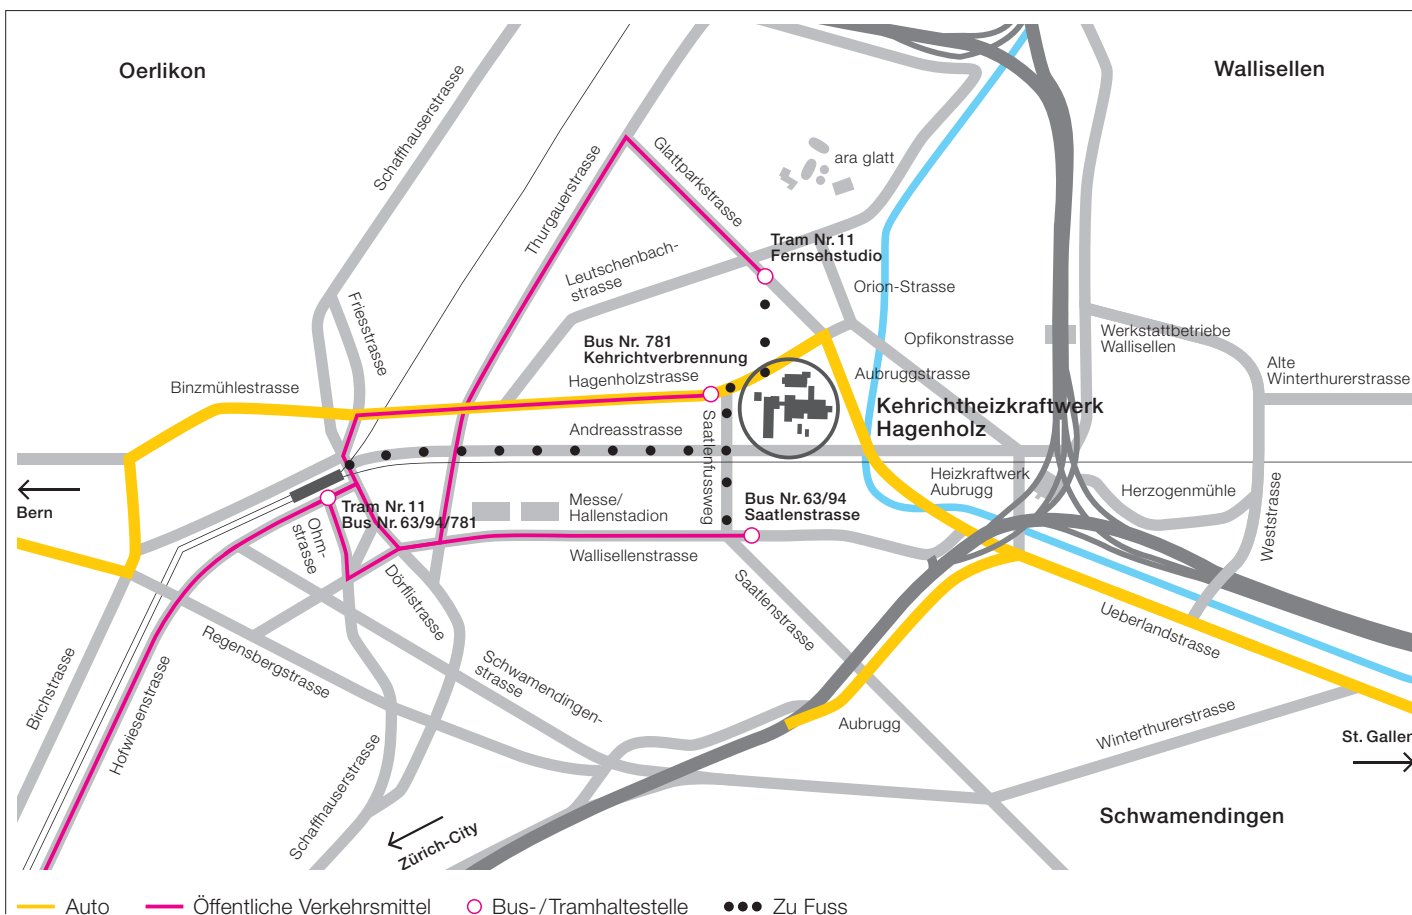 Oerlikon
Wallisellen
Schaffhauserstrasse
Thurgauerstrasse
Glattparkstrasse
ara glatt
Tram Nr. 11
Fernsehstudio
Leutschenbach-
strasse
Orion-Strasse
Friesstrasse
Opfikonstrasse
Werkstattbetriebe
Wallisellen
Bus Nr. 781
Kehrichtverbrennung
Alte
Winterthurerstrasse
Binzmühlestrasse
Hagenholzstrasse
Aubruggstrasse
Kehrichtheizkraftwerk
Hagenholz
Andreasstrasse
Saatlenfussweg
Heizkraftwerk
Aubrugg
Herzogenmühle
Bern
Tram Nr. 11
Bus Nr. 63/94/781
Messe/
Hallenstadion
Bus Nr. 63/94
Saatlenstrasse
Weststrasse
Ohm-
strasse
Wallisellenstrasse
Dörflistrasse
Saatlenstrasse
Ueberlandstrasse
Regensbergstrasse
Schwamendingen-
strasse
Birchstrasse
Hofwiesenstrasse
Aubrugg
Winterthurerstrasse
St. Gallen
Schaffhauserstrasse
Zürich-City
Schwamendingen
Auto
Öffentliche Verkehrsmittel
Bus-/Tramhaltestelle
Zu Fuss